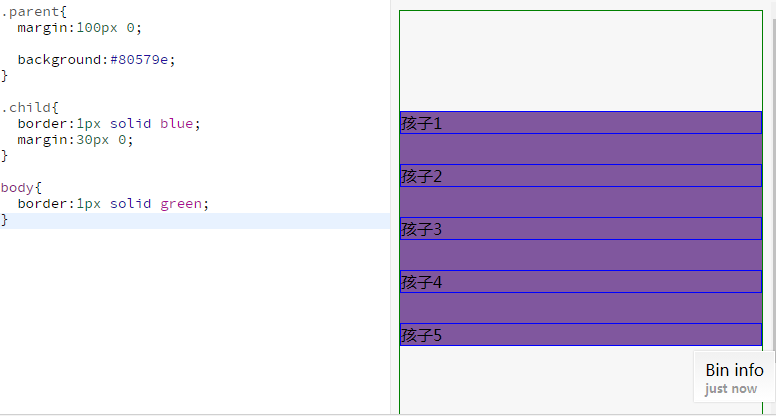 .parent{
margin:100px 0;
background:#80579e;
}
.child{
border:1px solid blue;
margin:30px 0;
}
body{
border:1px solid green;
}
孩子1
孩子2
孩子3
孩子4
孩子5
Bin info
just now